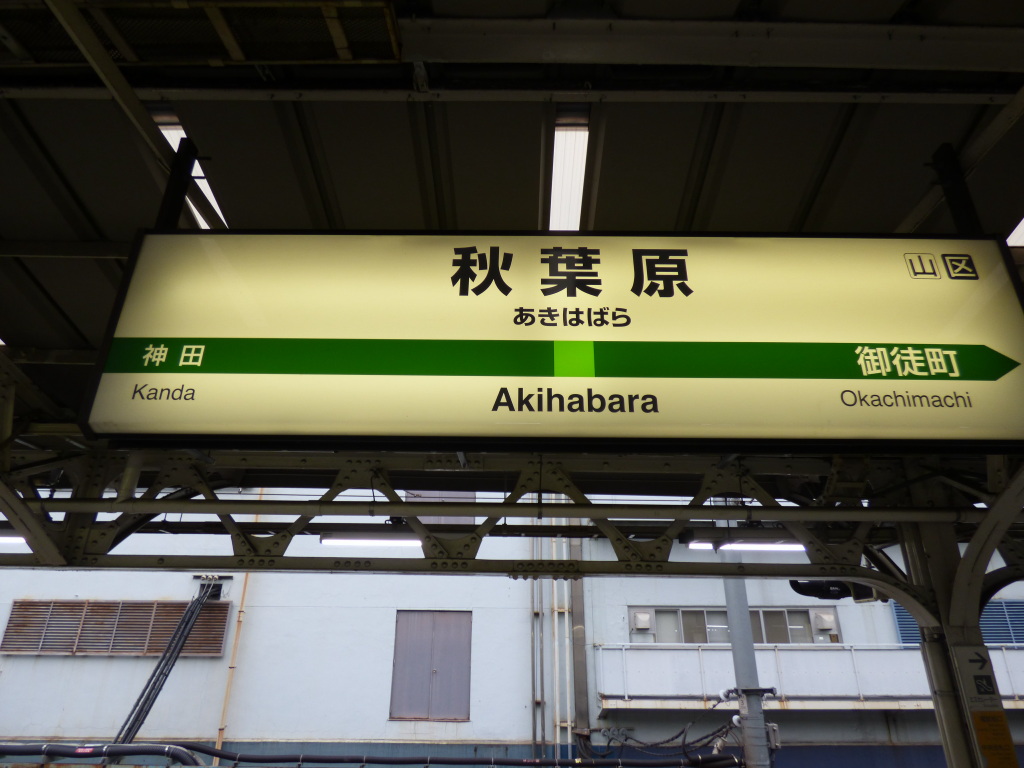 秋葉原
山 区
あきはばら
神田
御徒町
Kanda
Akihabara
Okachimachi